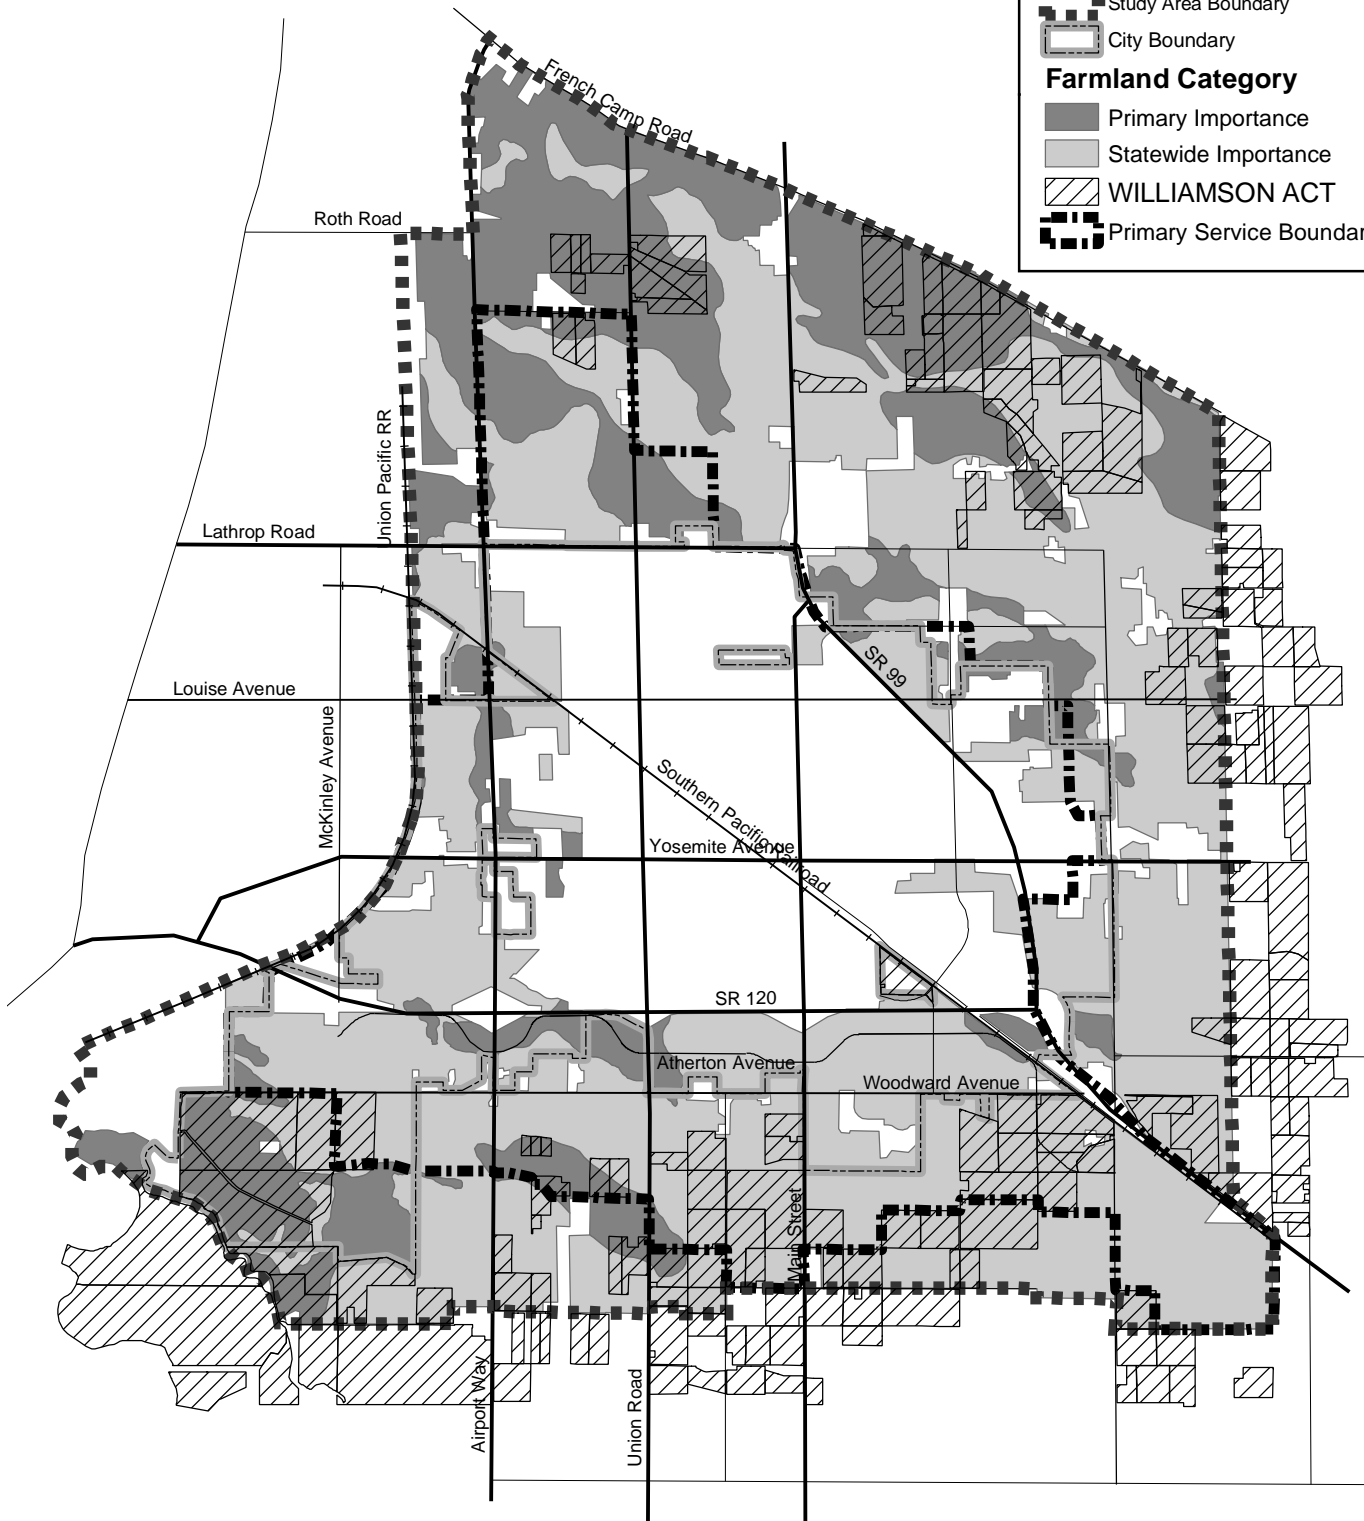 Study Area Boundary
City Boundary
Farmland Category
Primary Importance
Statewide Importance
WILLIAMSON ACT
Primary Service Boundar
French Camp Road
Roth Road
Union Pacific RR
Lathrop Road
SR 99
Louise Avenue
McKinley Avenue
Southern Pacific Railroad
Yosemite Avenue
SR 120
Atherton Avenue
Woodward Avenue
Main Street
Airport Way
Union Road